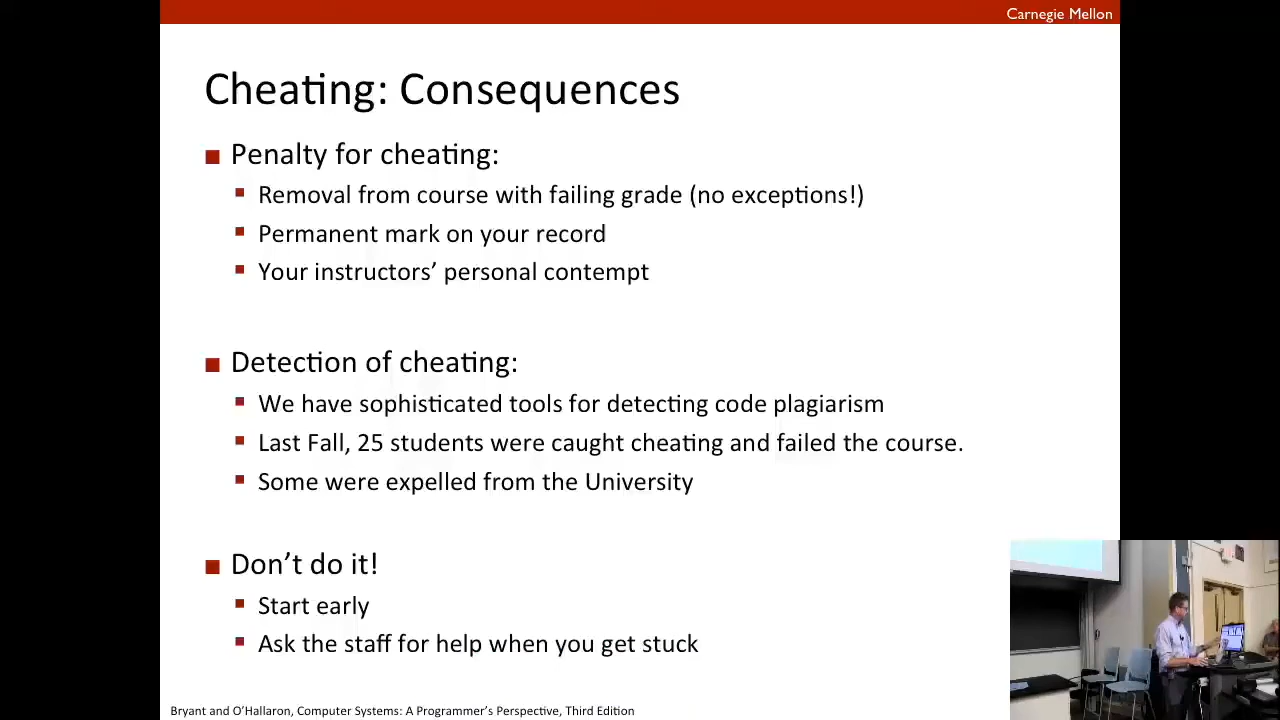 Carnegie Mellon
Cheating: Consequences
Penalty for cheating:
Removal from course with failing grade (no exceptions!)
Permanent mark on your record
Your instructors’ personal contempt
Detection of cheating:
We have sophisticated tools for detecting code plagiarism
Last Fall, 25 students were caught cheating and failed the course.
Some were expelled from the University
Don’t do it!
Start early
Ask the staff for help when you get stuck
Bryant and O’Hallaron, Computer Systems: A Programmer’s Perspective, Third Edition